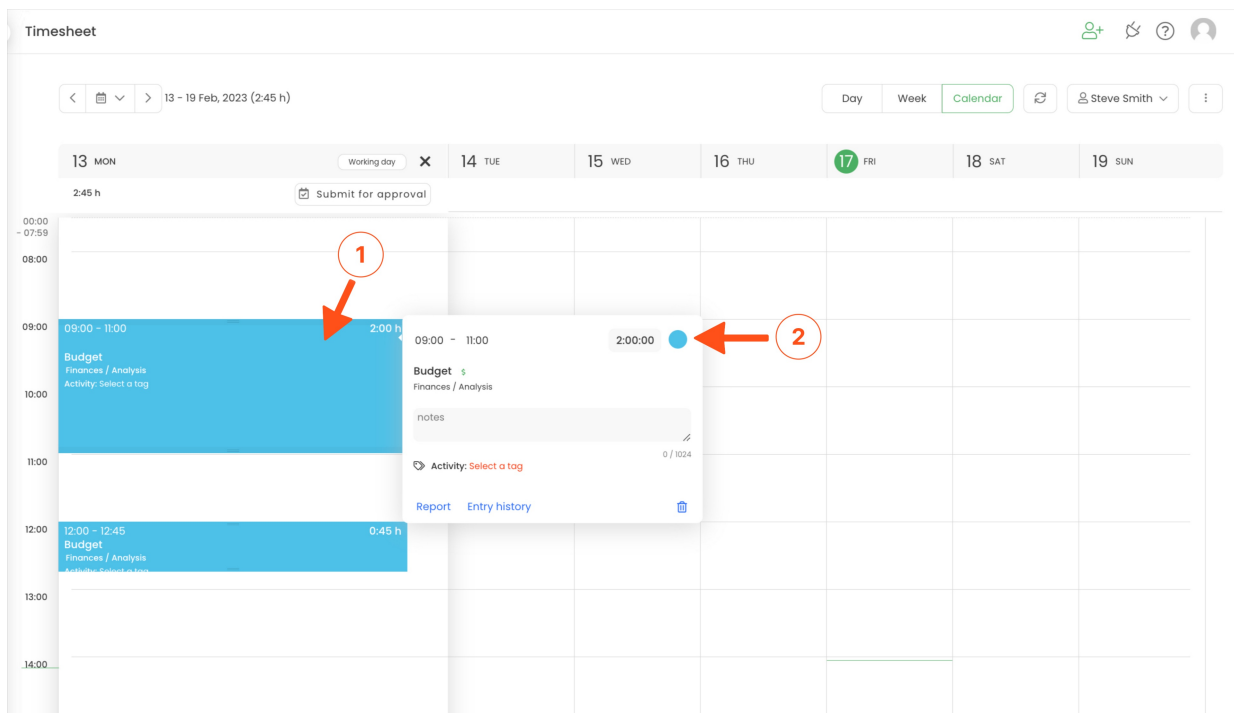 Timesheet
13 - 19 Feb, 2023 (2:45 h)
Day Week Calendar Steve Smith
13 MON Working day 14 TUE 15 WED 16 THU 17 FRI 18 SAT 19 SUN
2:45 h Submit for approval
00:00
- 07:59
08:00
1
09:00
09:00 - 11:00 2:00 h
Budget
Finances / Analysis
Activity: Select a tag
09:00 - 11:00 2:00:00
2
Budget $
Finances / Analysis
notes
0 / 1024
Activity: Select a tag
Report Entry history
10:00
11:00
12:00
12:00 - 12:45 0:45 h
Budget
Finances / Analysis
Activity: Select a tag
13:00
14:00